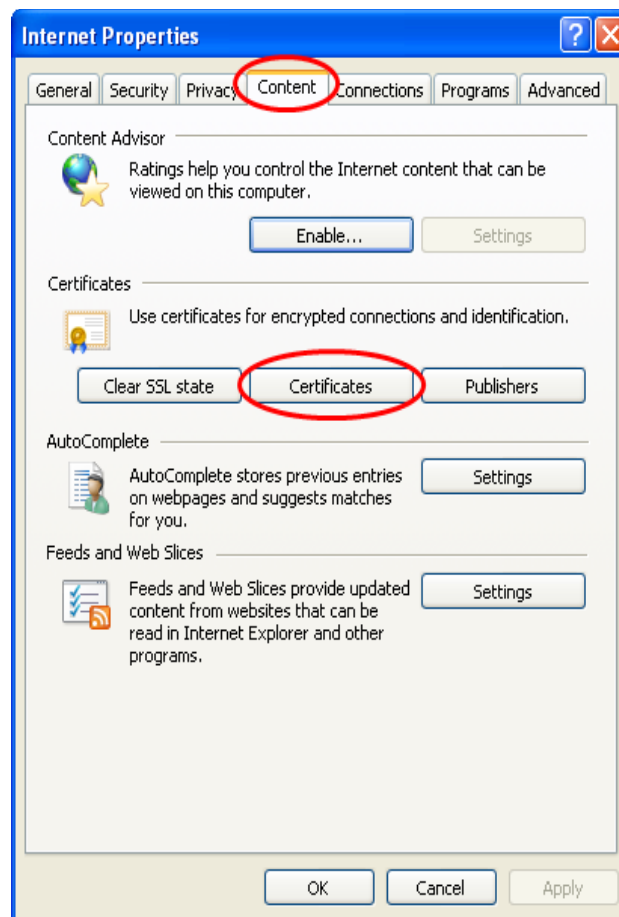 Internet Properties
General Security Privacy Content Connections Programs Advanced
Content Advisor
Ratings help you control the Internet content that can be
viewed on this computer.
Enable... Settings
Certificates
Use certificates for encrypted connections and identification.
Clear SSL state Certificates Publishers
AutoComplete
AutoComplete stores previous entries
on webpages and suggests matches
for you.
Settings
Feeds and Web Slices
Feeds and Web Slices provide updated
content from websites that can be
read in Internet Explorer and other
programs.
Settings
OK Cancel Apply